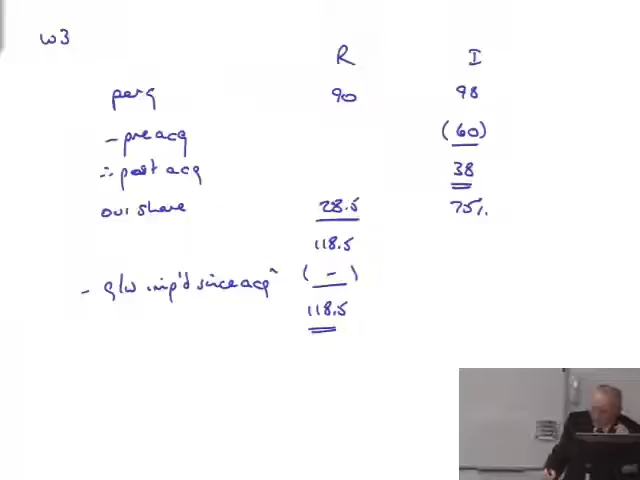 w3
R I
per q 90 98
- pre acq (60)
∴ post acq 38
our share 28.5 75%
118.5
- g/w imp'd since acqn ( - )
118.5